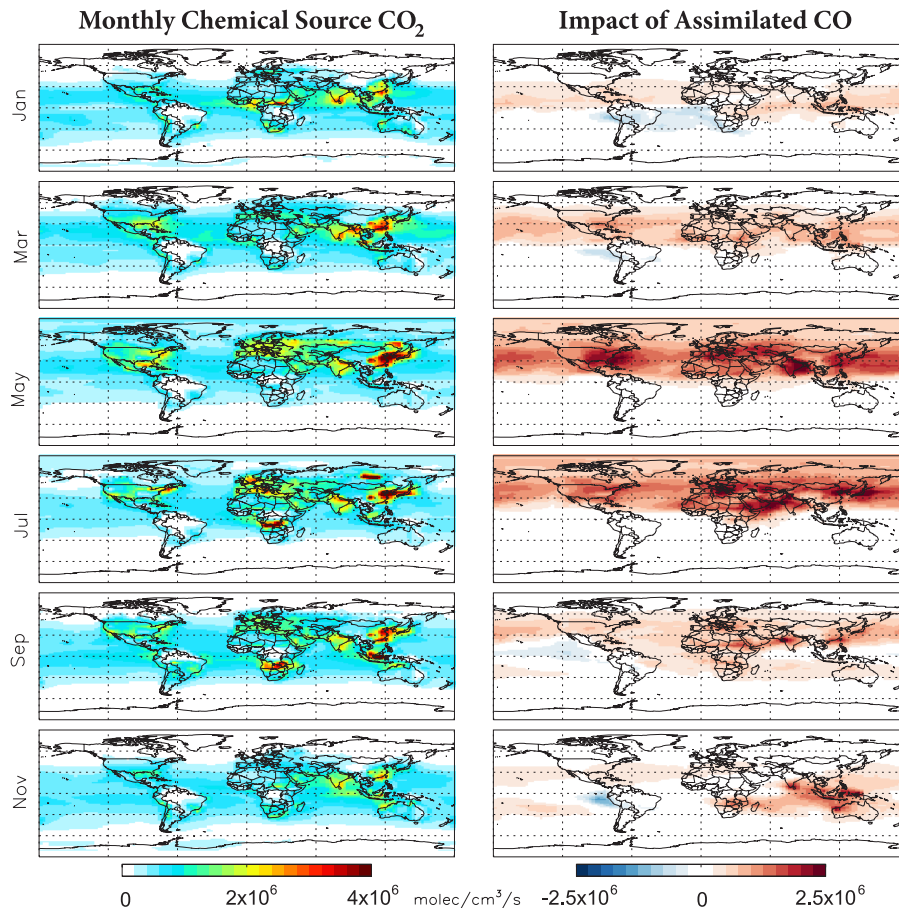 Monthly Chemical Source CO₂
Impact of Assimilated CO
Jan
Mar
May
Jul
Sep
Nov
0 2x10⁶ 4x10⁶ molec/cm³/s -2.5x10⁶ 0 2.5x10⁶